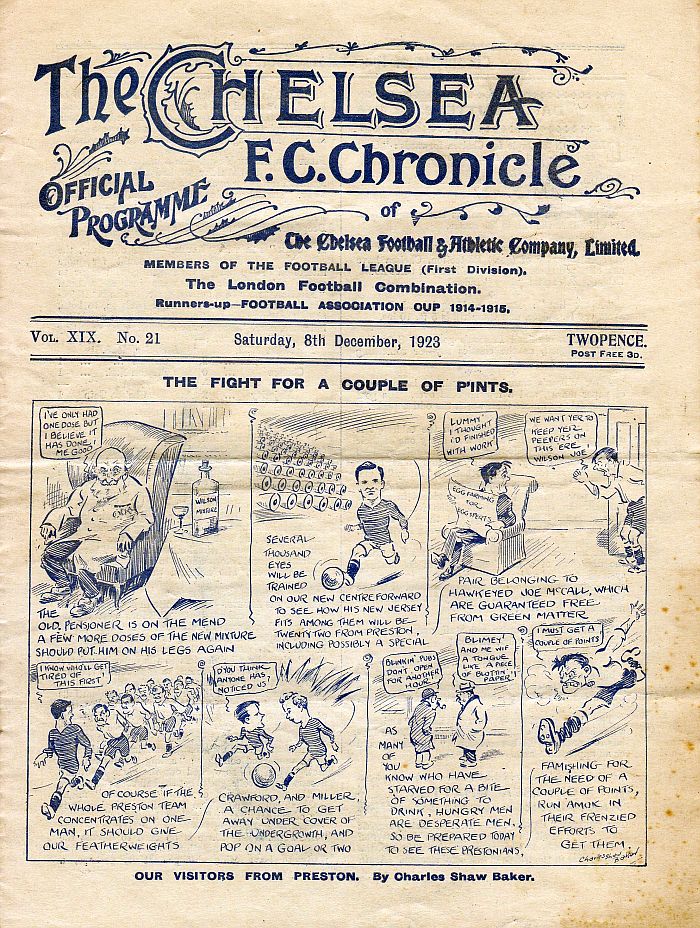 The CHELSEA
F.C. Chronicle
OFFICIAL
PROGRAMME
of
The Chelsea Football & Athletic Company, Limited.
MEMBERS OF THE FOOTBALL LEAGUE (First Division).
The London Football Combination.
Runners-up—FOOTBALL ASSOCIATION CUP 1914-1915.
VOL. XIX. No. 21
Saturday, 8th December, 1923
TWOPENCE.
POST FREE 3D.
THE FIGHT FOR A COUPLE OF P'INTS.
I'VE ONLY HAD
ONE DOSE BUT
I BELIEVE IT
HAS DONE
ME GOOD!
WILSON
MIXTURE
THE
OLD PENSIONER IS ON THE MEND
A FEW MORE DOSES OF THE NEW MIXTURE
SHOULD PUT HIM ON HIS LEGS AGAIN
SEVERAL
THOUSAND
EYES
WILL BE
TRAINED
ON OUR NEW CENTREFORWARD
TO SEE HOW HIS NEW JERSEY
FITS AMONG THEM WILL BE
TWENTY TWO FROM PRESTON,
INCLUDING POSSIBLY A SPECIAL
LUMMY
I THOUGHT
I'D FINISHED
WITH WORK!
WE WANT YER TO
KEEP YER
PEEPERS ON
THIS ERE
WILSON JOE
EGG FARMING
FOR
EGGSPERTS
PAIR BELONGING TO
HAWKEYED JOE McCALL, WHICH
ARE GUARANTEED FREE
FROM GREEN MATTER
I KNOW WHO'LL GET
TIRED OF
THIS FIRST!
OF COURSE IF THE
WHOLE PRESTON TEAM
CONCENTRATES ON ONE
MAN, IT SHOULD GIVE
OUR FEATHERWEIGHTS
D'YOU THINK
ANYONE HAS?
NOTICED US
CRAWFORD, AND MILLER,
A CHANCE TO GET
AWAY UNDER COVER OF
THE UNDERGROWTH, AND
POP ON A GOAL OR TWO
BLINKIN' PUBS
DON'T OPEN
FOR ANOTHER
HOUR
BLIMEY!
AND ME WIF
A TONGUE
LIKE A PIECE
OF BLOTTIN'
PAPER!
AS
MANY
OF
YOU
KNOW WHO HAVE
STARVED FOR A BITE
OF SOMETHING TO
DRINK, HUNGRY MEN
ARE DESPERATE MEN.
SO BE PREPARED TODAY
TO SEE THESE PRESTONIANS,
I MUST GET A
COUPLE OF POINTS!
FAMISHING FOR
THE NEED OF A
COUPLE OF POINTS,
RUN AMOK IN
THEIR FRENZIED
EFFORTS TO
GET THEM.
Charles Shaw
Baker
OUR VISITORS FROM PRESTON. By Charles Shaw Baker.